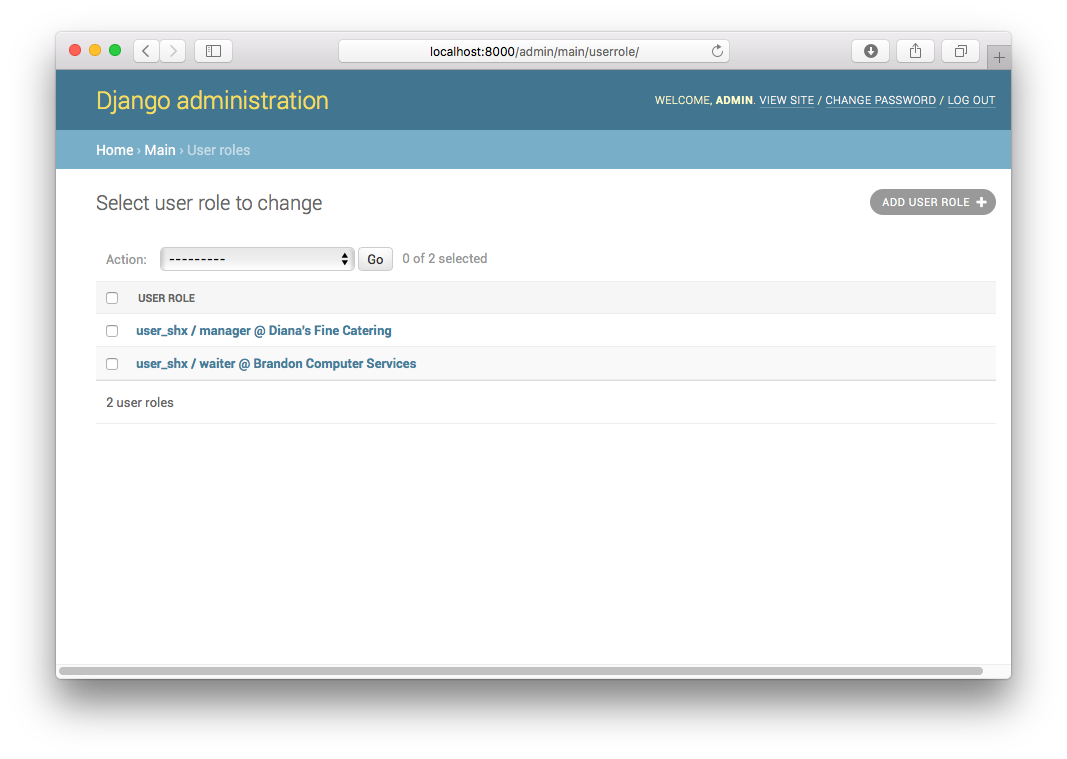 localhost:8000/admin/main/userrole/
Django administration
WELCOME, ADMIN. VIEW SITE / CHANGE PASSWORD / LOG OUT
Home › Main › User roles
Select user role to change
ADD USER ROLE +
Action: --------- Go 0 of 2 selected
USER ROLE
user_shx / manager @ Diana's Fine Catering
user_shx / waiter @ Brandon Computer Services
2 user roles